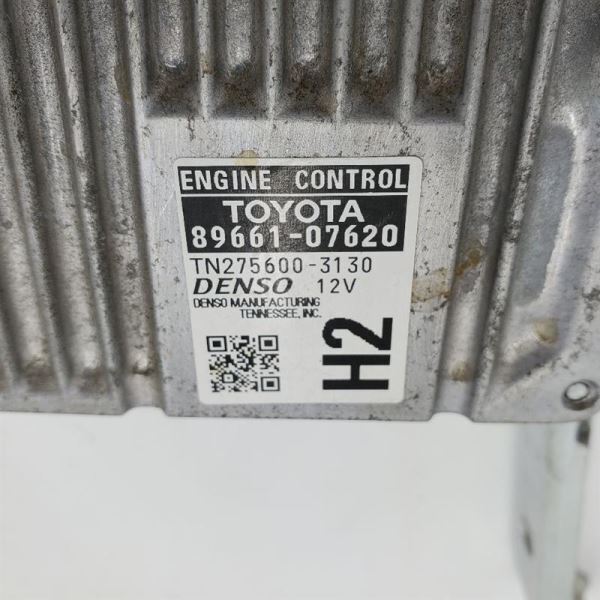 ENGINE CONTROL
TOYOTA
89661-07620
TN275600-3130
DENSO 12V
DENSO MANUFACTURING
TENNESSEE, INC.
H2